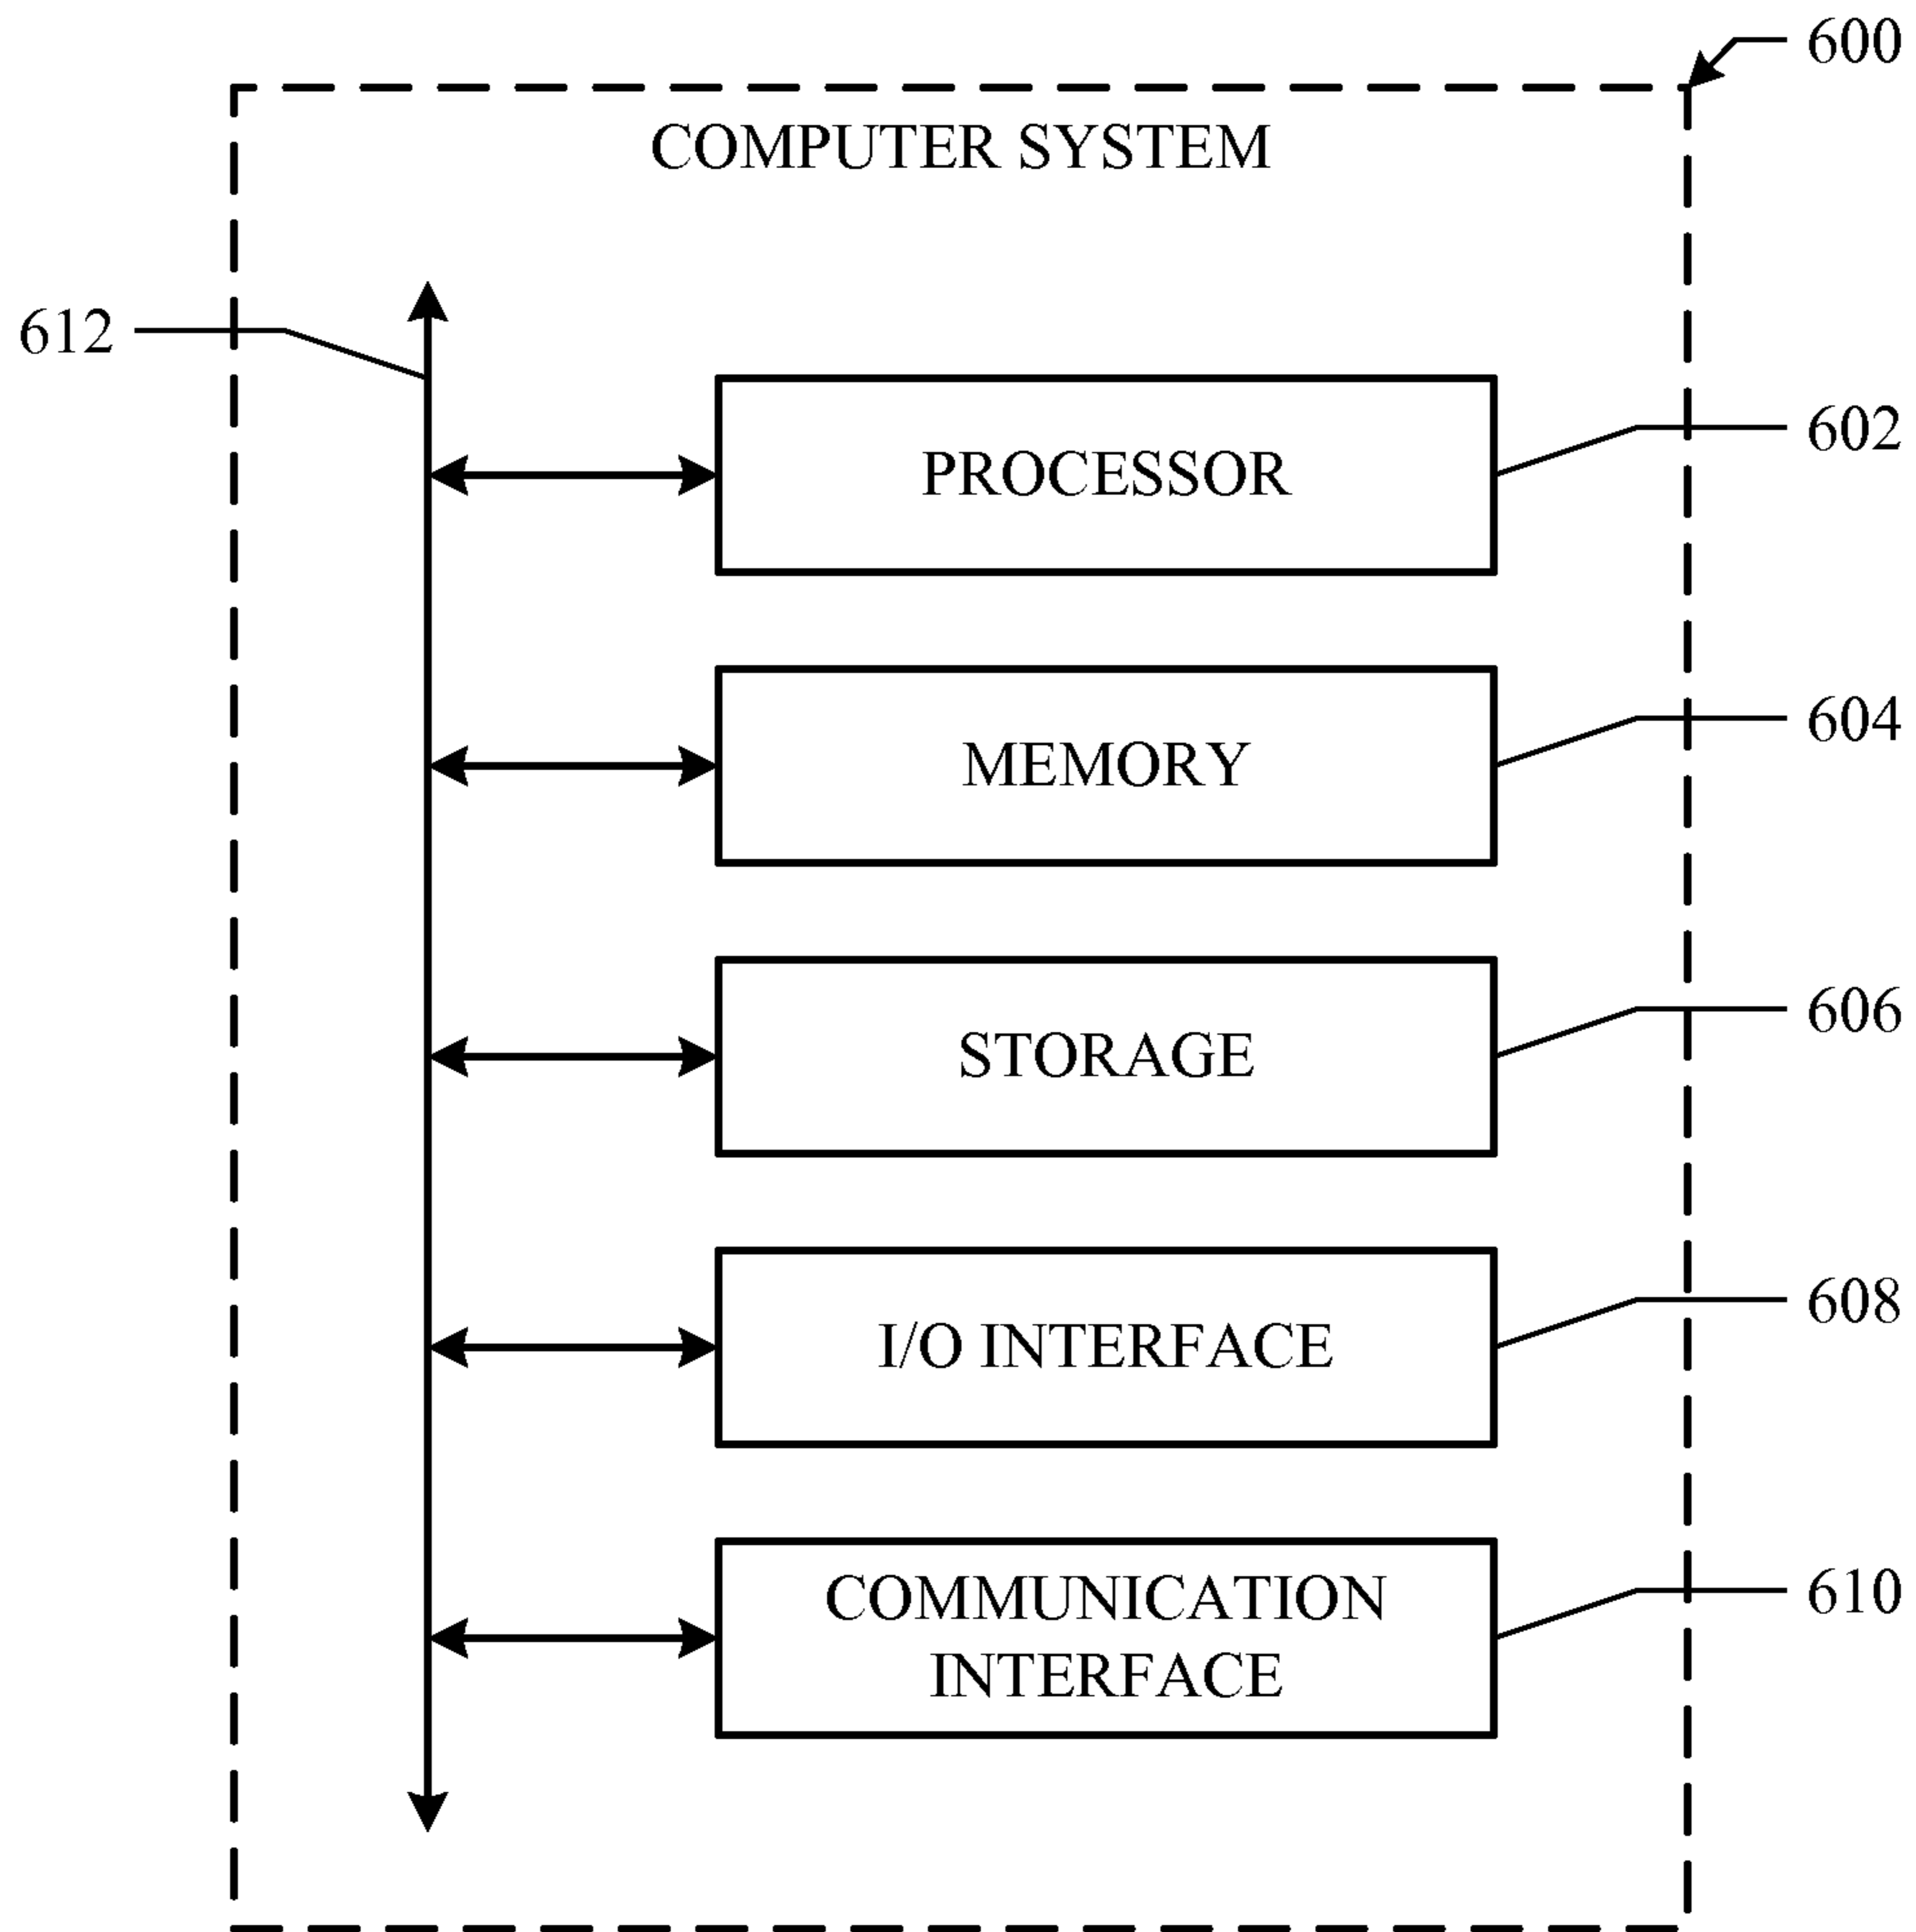 600
COMPUTER SYSTEM
612
602
PROCESSOR
604
MEMORY
606
STORAGE
608
I/O INTERFACE
610
COMMUNICATION
INTERFACE